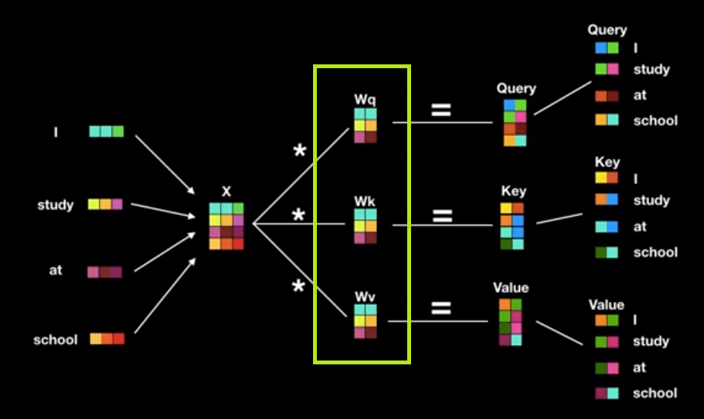 I
study
at
school
X
*
*
*
Wq
Wk
Wv
=
=
=
Query
Key
Value
Query
I
study
at
school
Key
I
study
at
school
Value
I
study
at
school